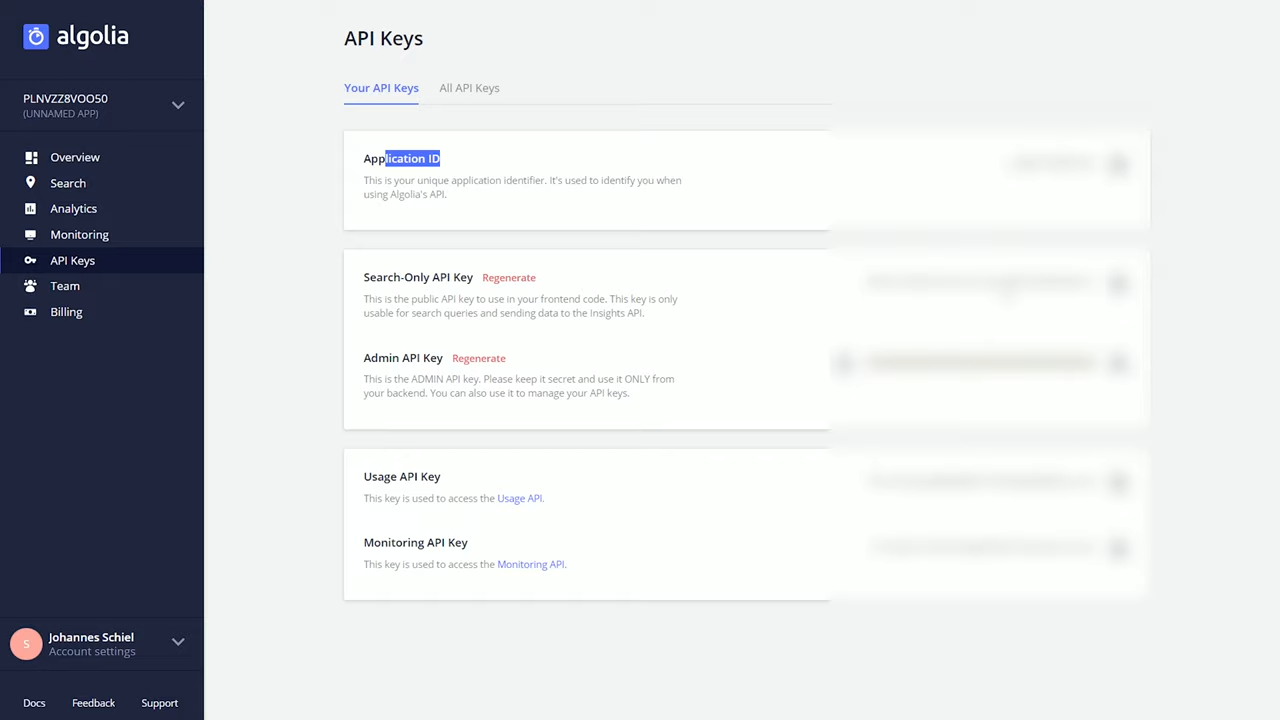 algolia
PLNVZZ8VOO50
(UNNAMED APP)
Overview
Search
Analytics
Monitoring
API Keys
Team
Billing
Johannes Schiel
Account settings
Docs
Feedback
Support
API Keys
Your API Keys
All API Keys
Application ID
This is your unique application identifier. It's used to identify you when
using Algolia's API.
Search-Only API Key Regenerate
This is the public API key to use in your frontend code. This key is only
usable for search queries and sending data to the Insights API.
Admin API Key Regenerate
This is the ADMIN API key. Please keep it secret and use it ONLY from
your backend. You can also use it to manage your API keys.
Usage API Key
This key is used to access the Usage API.
Monitoring API Key
This key is used to access the Monitoring API.